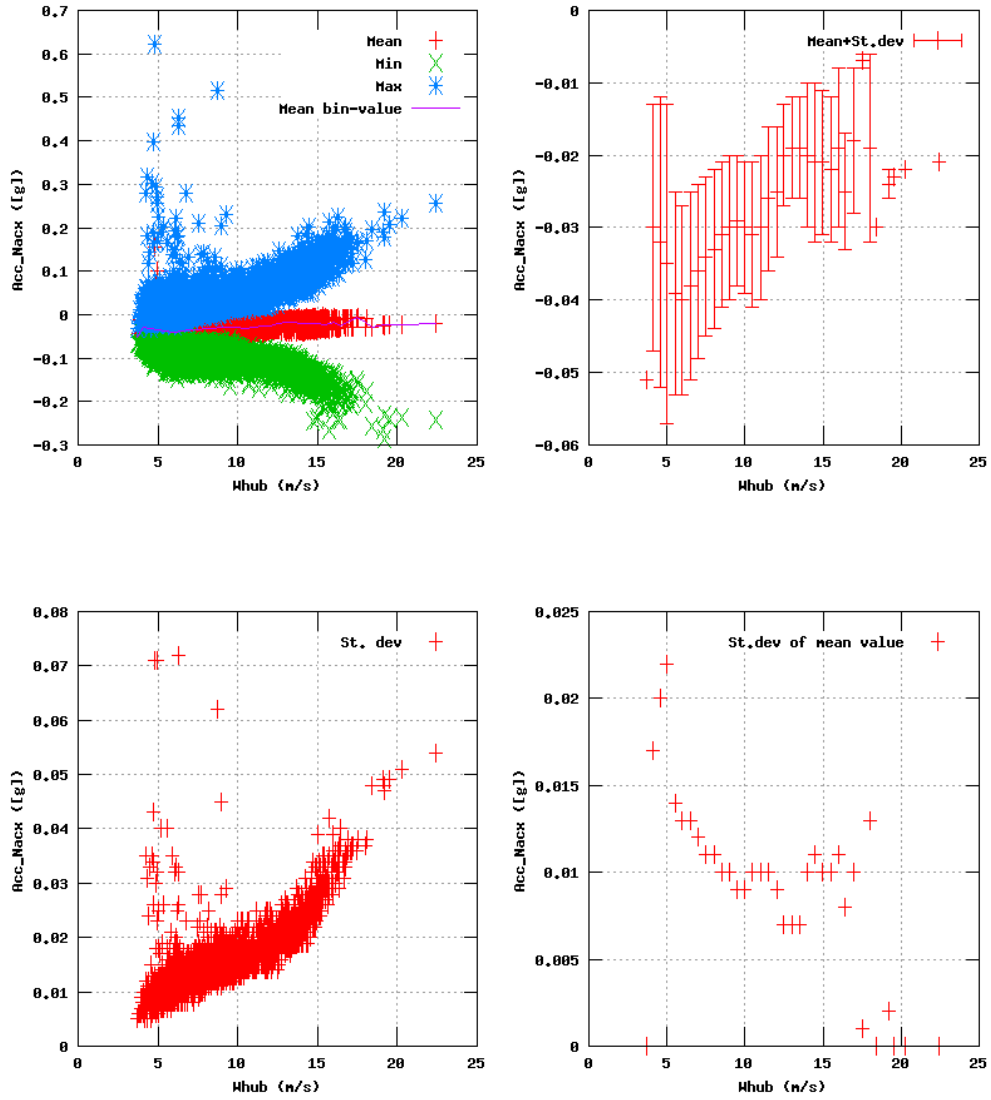 0.7
0.6
0.5
0.4
0.3
0.2
0.1
0
-0.1
-0.2
-0.3
0 5 10 15 20 25
Acc_Nacx ([g])
Whub (m/s)
Mean
Min
Max
Mean bin-value
0
-0.01
-0.02
-0.03
-0.04
-0.05
-0.06
0 5 10 15 20 25
Acc_Nacx ([g])
Whub (m/s)
Mean+St.dev
0.08
0.07
0.06
0.05
0.04
0.03
0.02
0.01
0
0 5 10 15 20 25
Acc_Nacx ([g])
Whub (m/s)
St. dev
0.025
0.02
0.015
0.01
0.005
0
0 5 10 15 20 25
Acc_Nacx ([g])
Whub (m/s)
St.dev of mean value